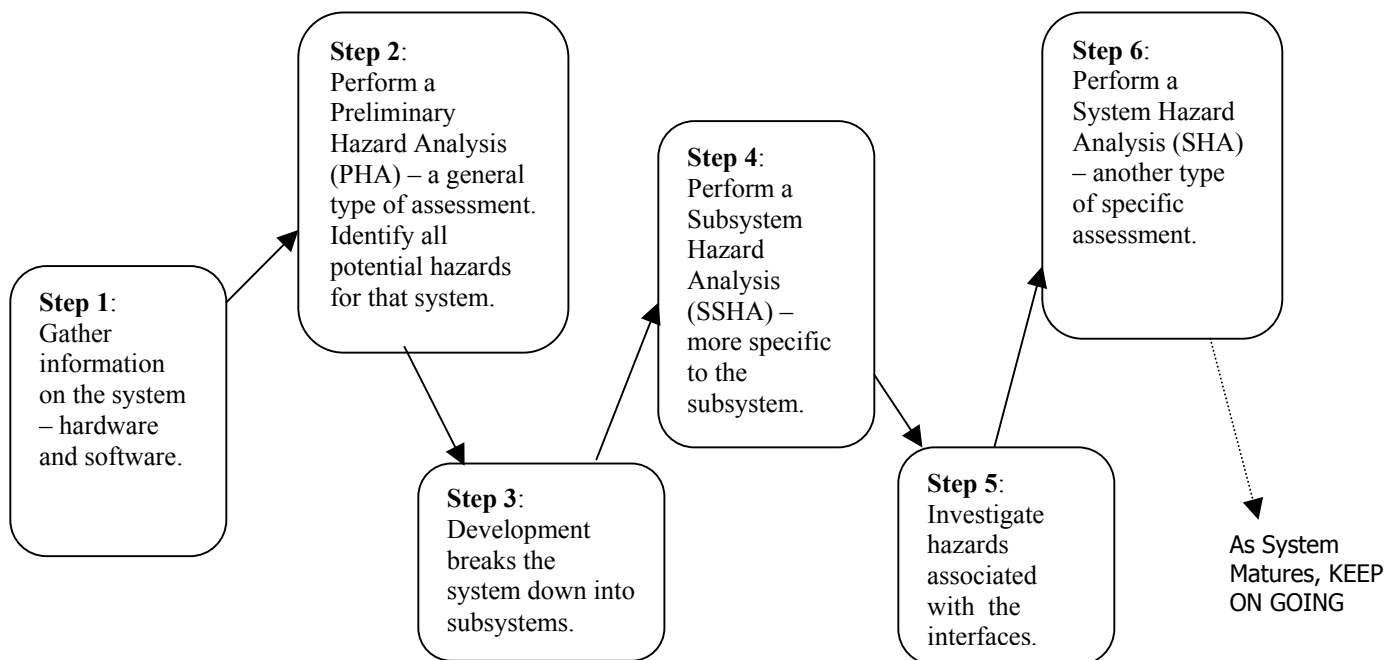 Step 1:
Gather
information
on the system
– hardware
and software.
Step 2:
Perform a
Preliminary
Hazard Analysis
(PHA) – a general
type of assessment.
Identify all
potential hazards
for that system.
Step 3:
Development
breaks the
system down into
subsystems.
Step 4:
Perform a
Subsystem
Hazard
Analysis
(SSHA) –
more specific
to the
subsystem.
Step 5:
Investigate
hazards
associated
with the
interfaces.
Step 6:
Perform a
System Hazard
Analysis (SHA)
– another type
of specific
assessment.
As System
Matures, KEEP
ON GOING